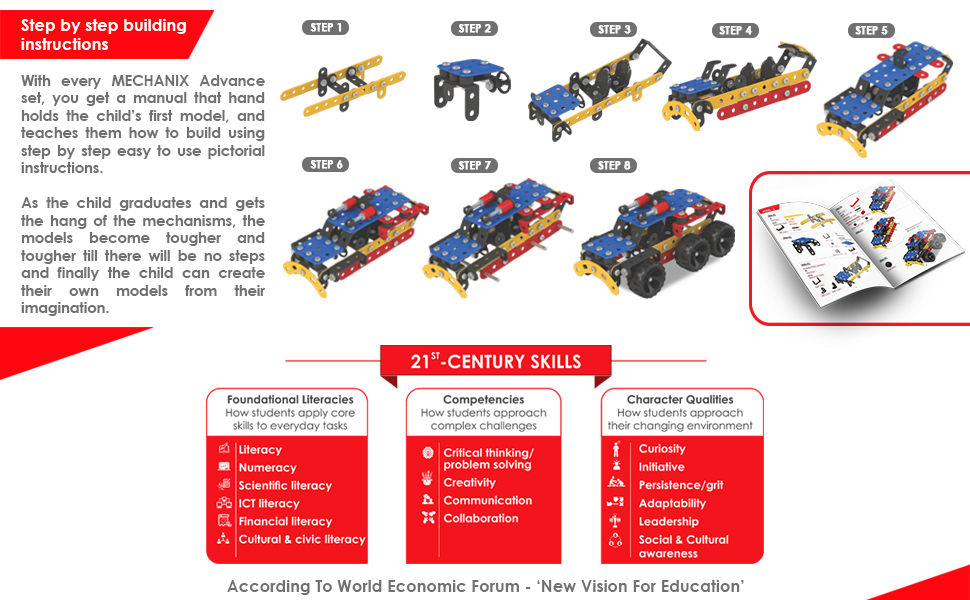 Step by step building
instructions
With every MECHANIX Advance
set, you get a manual that hand
holds the child's first model, and
teaches them how to build using
step by step easy to use pictorial
instructions.
As the child graduates and gets
the hang of the mechanisms, the
models become tougher and
tougher till there will be no steps
and finally the child can create
their own models from their
imagination.
STEP 1
STEP 2
STEP 3
STEP 4
STEP 5
STEP 6
STEP 7
STEP 8
21ST-CENTURY SKILLS
Foundational Literacies
How students apply core
skills to everyday tasks
Literacy
Numeracy
Scientific literacy
ICT literacy
Financial literacy
Cultural & civic literacy
Competencies
How students approach
complex challenges
Critical thinking/
problem solving
Creativity
Communication
Collaboration
Character Qualities
How students approach
their changing environment
Curiosity
Initiative
Persistence/grit
Adaptability
Leadership
Social & Cultural
awareness
According To World Economic Forum - ‘New Vision For Education’